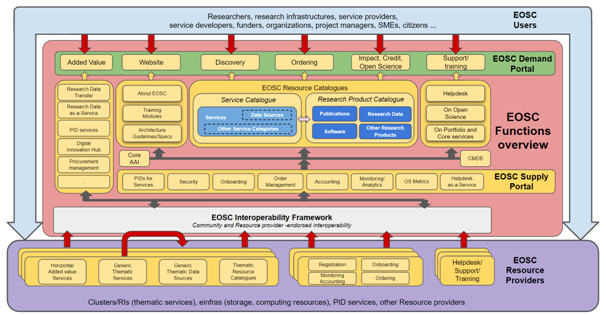 Researchers, research infrastructures, service providers,
service developers, funders, organizations, project managers, SMEs, citizens ...
EOSC
Users
Added Value
Website
Discovery
Ordering
Impact, Credit,
Open Science
Support/
training
EOSC Demand
Portal
Research Data
Transfer
Research Data
as-a-Service
PID services
Digital
Innovation Hub
Procurement
management
...
About EOSC
Training
Modules
Architecture
Guidelines/Specs
EOSC Resource Catalogues
Service Catalogue
Services
Data Sources
Other Service Categories
Research Product Catalogue
Publications
Research Data
Software
Other Research
Products
Helpdesk
On Open
Science
On Portfolio and
Core services
EOSC
Functions
overview
Core
AAI
CMDB
PIDs for
Services
Security
Onboarding
Order
Management
Accounting
Monitoring/
Analytics
OS Metrics
Helpdesk
as-a-Service
EOSC Supply
Portal
EOSC Interoperability Framework
Community and Resource provider -endorsed interoperability
Horizontal
Added value
Services
Generic
Thematic
Services
Generic
Thematic Data
Sources
Thematic
Resource
Catalogues
Registration
Onboarding
Monitoring
Accounting
Ordering
Helpdesk/
Support/
Training
EOSC
Resource
Providers
Clusters/RIs (thematic services), einfras (storage, computing resources), PID services, other Resource providers